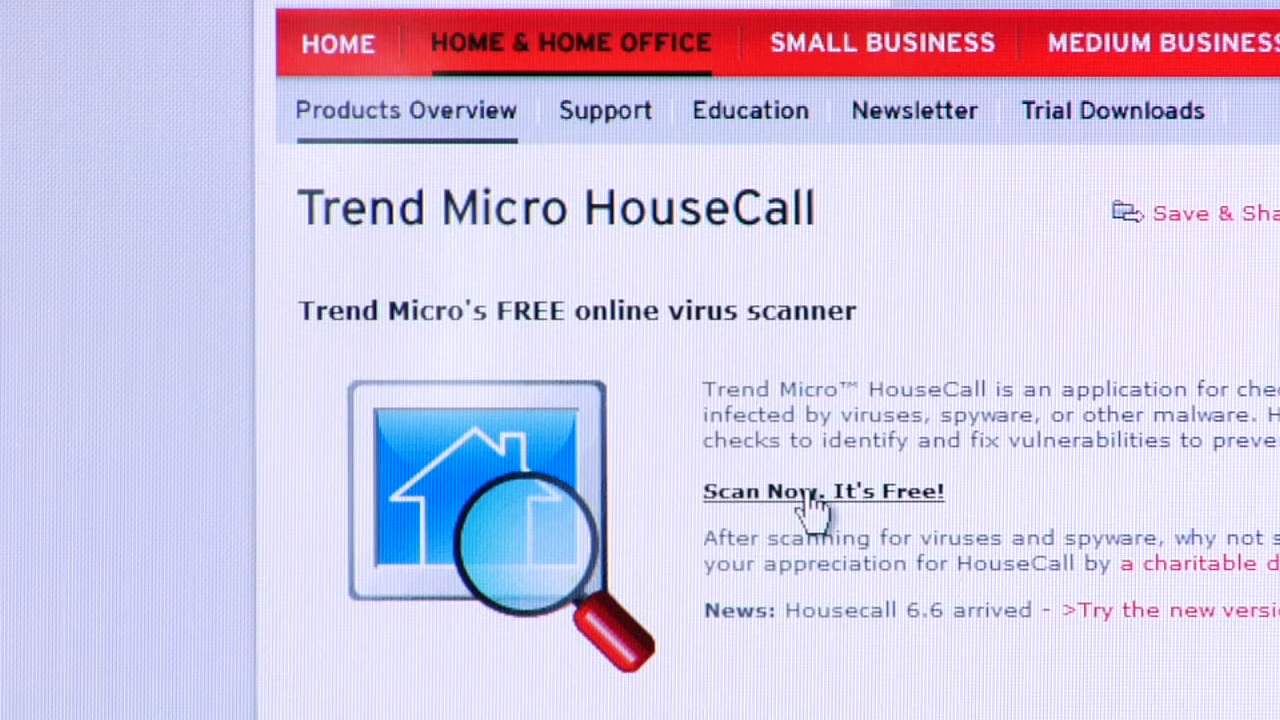 HOME HOME & HOME OFFICE SMALL BUSINESS MEDIUM BUSINESS
Products Overview Support Education Newsletter Trial Downloads
Trend Micro HouseCall
Save &
Trend Micro's FREE online virus scanner
Trend Micro™ HouseCall is an application for
infected by viruses, spyware, or other malware.
checks to identify and fix vulnerabilities to
Scan Now. It's Free!
After scanning for viruses and spyware, why not
your appreciation for HouseCall by a charitable
News: Housecall 6.6 arrived - >Try the new